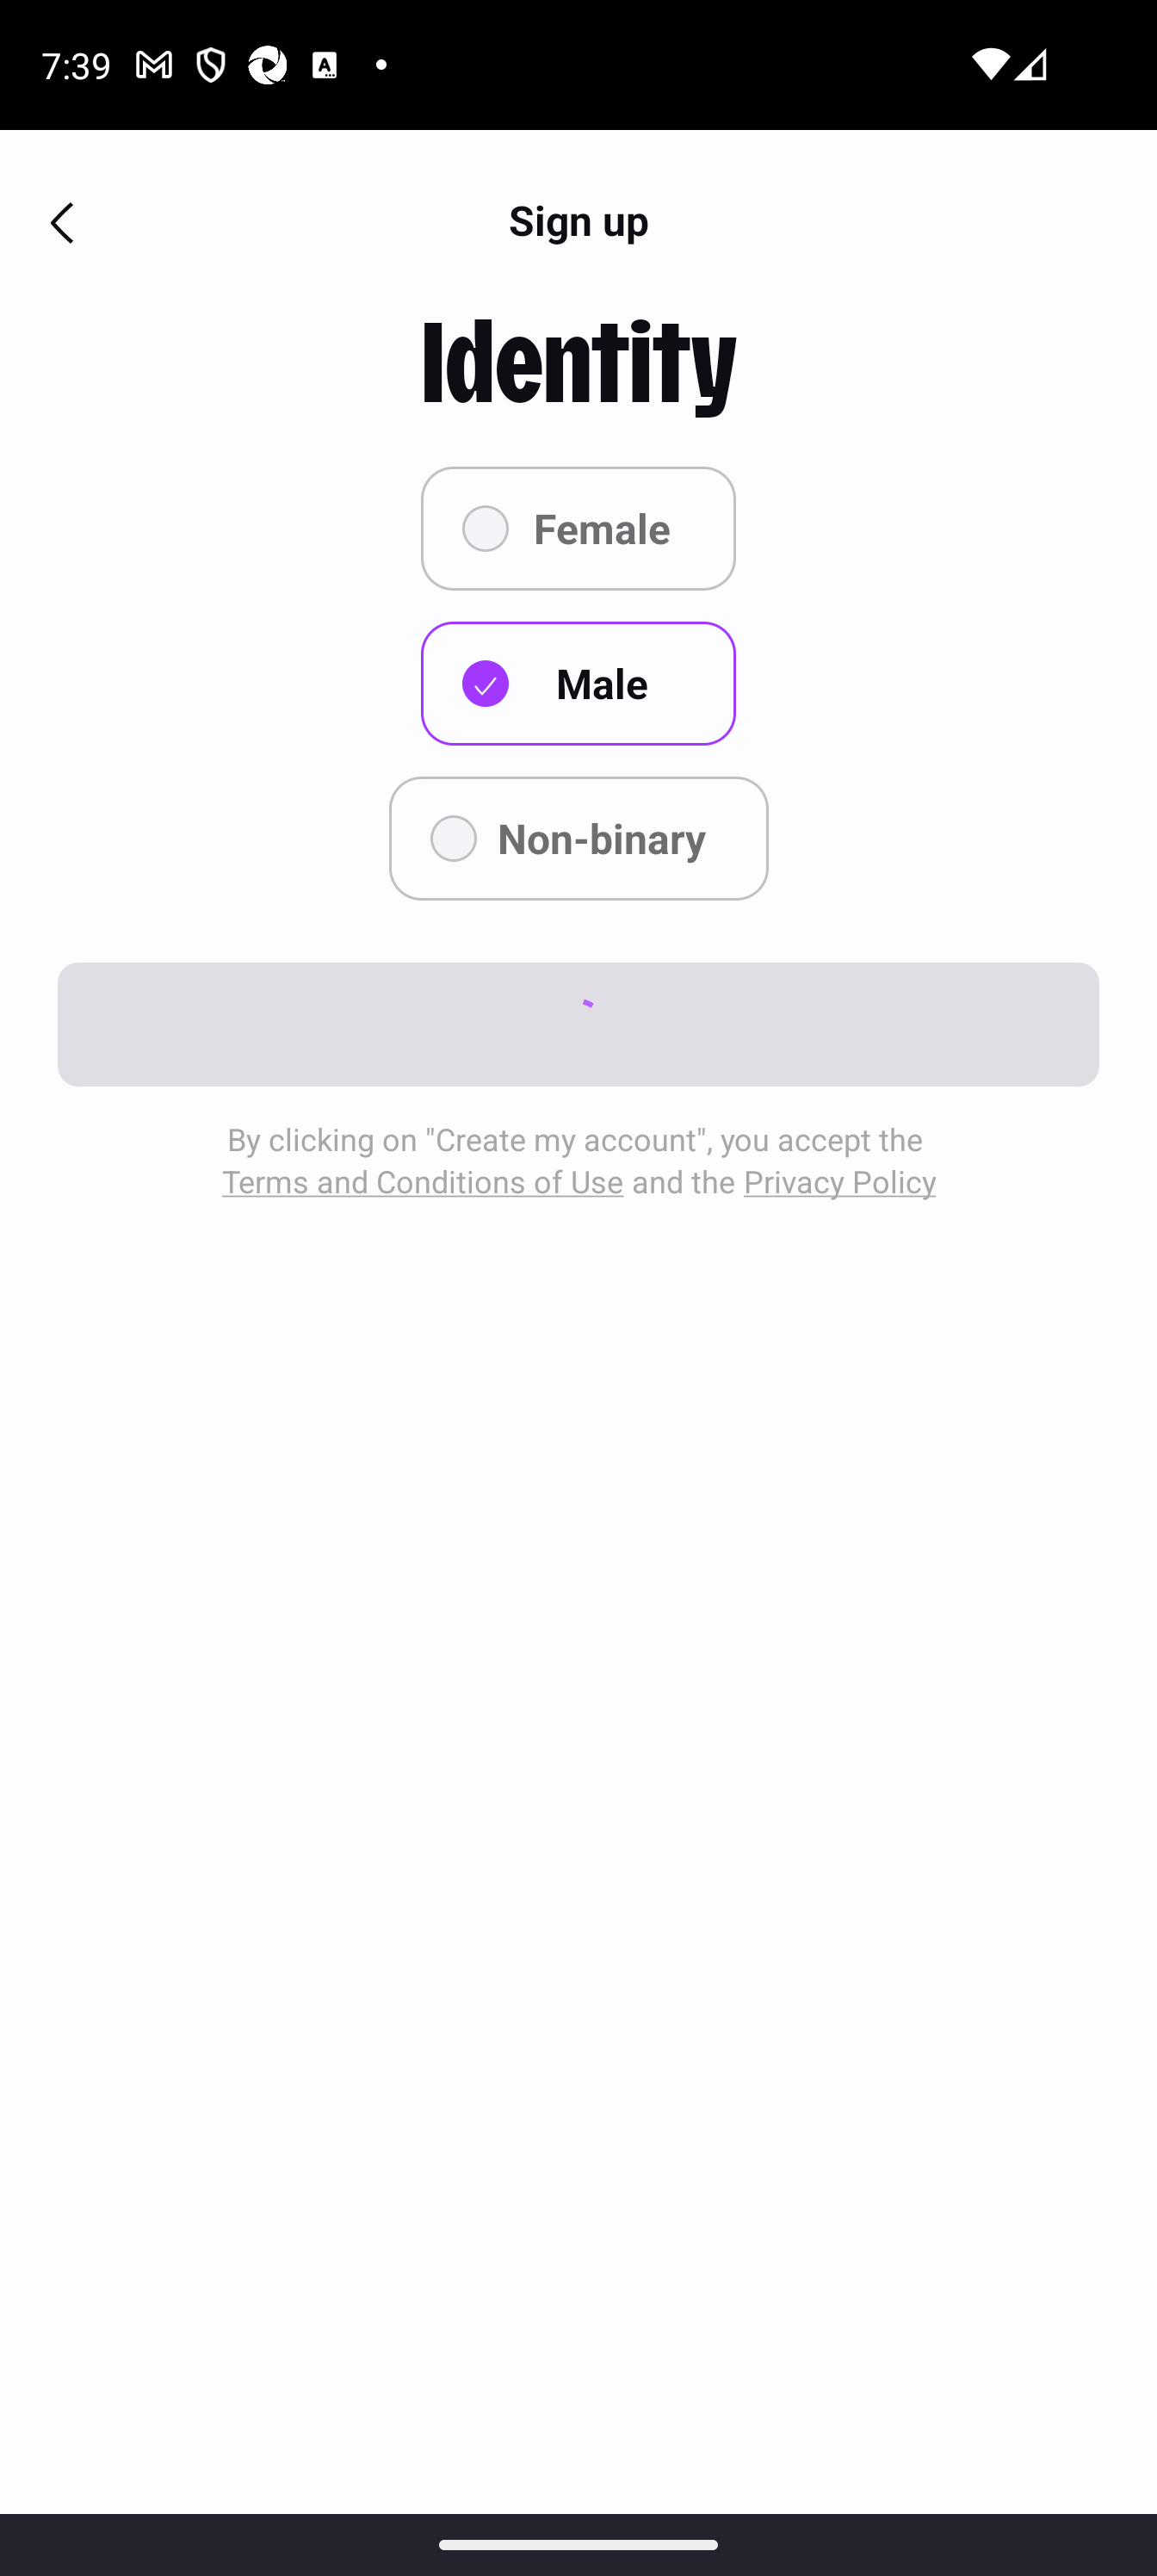 7:39
Sign up
Identity
Female
Male
Non-binary
By clicking on "Create my account", you accept the
Terms and Conditions of Use and the Privacy Policy